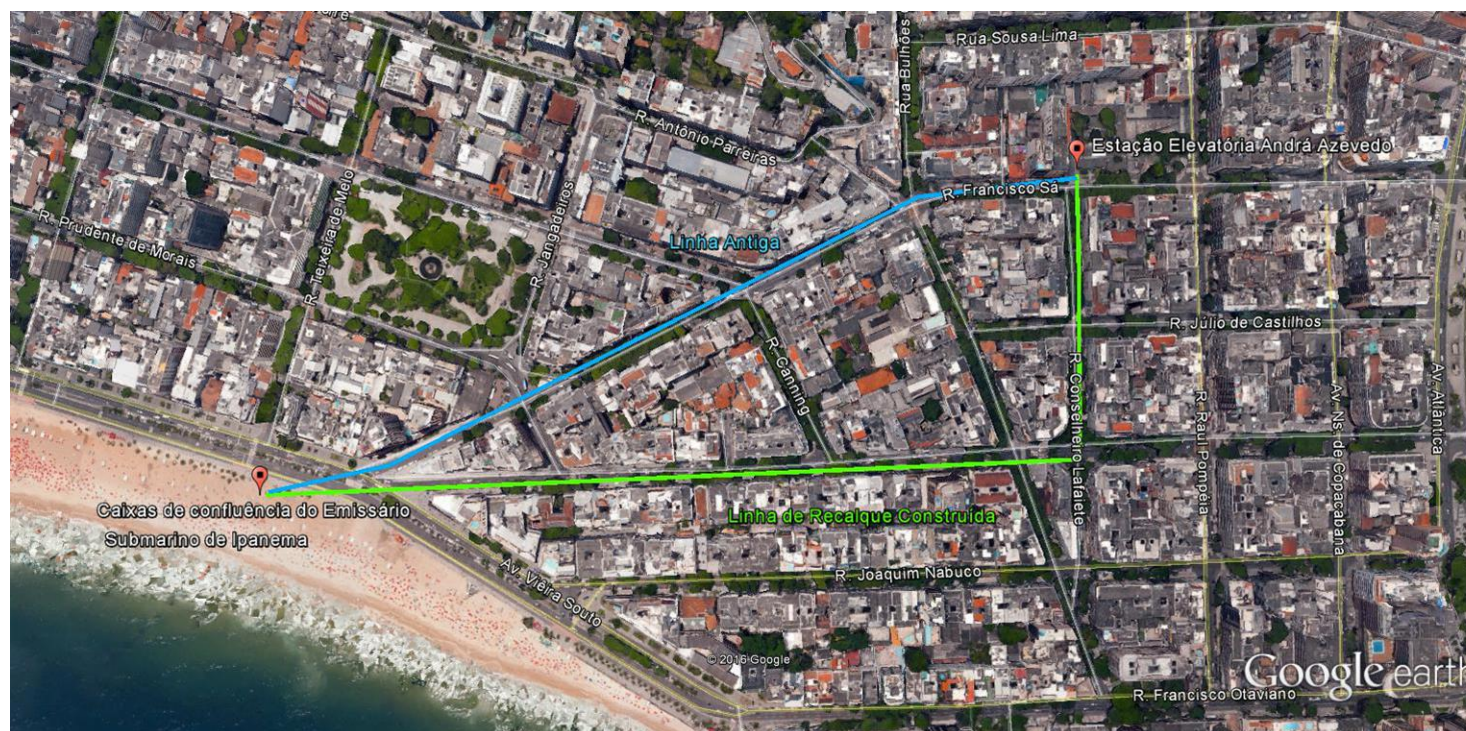 Rua Sousa Lima
Rua Bulhões
R. Antônio Parreiras
Estação Elevatória Andrá Azevedo
R. Francisco Sá
R. Teixeira de Melo
R. Jangadeiros
R. Prudente de Morais
Linha Antiga
R. Júlio de Castilhos
R. Canning
R. Conselheiro Lafaiete
R. Raul Pompéia
Av. Ns. de Copacabana
Av. Atlântica
Caixas de confluência do Emissário
Submarino de Ipanema
Linha de Recalque Construída
Av. Vieira Souto
R. Joaquim Nabuco
© 2016 Google
Google earth
R. Francisco Otaviano